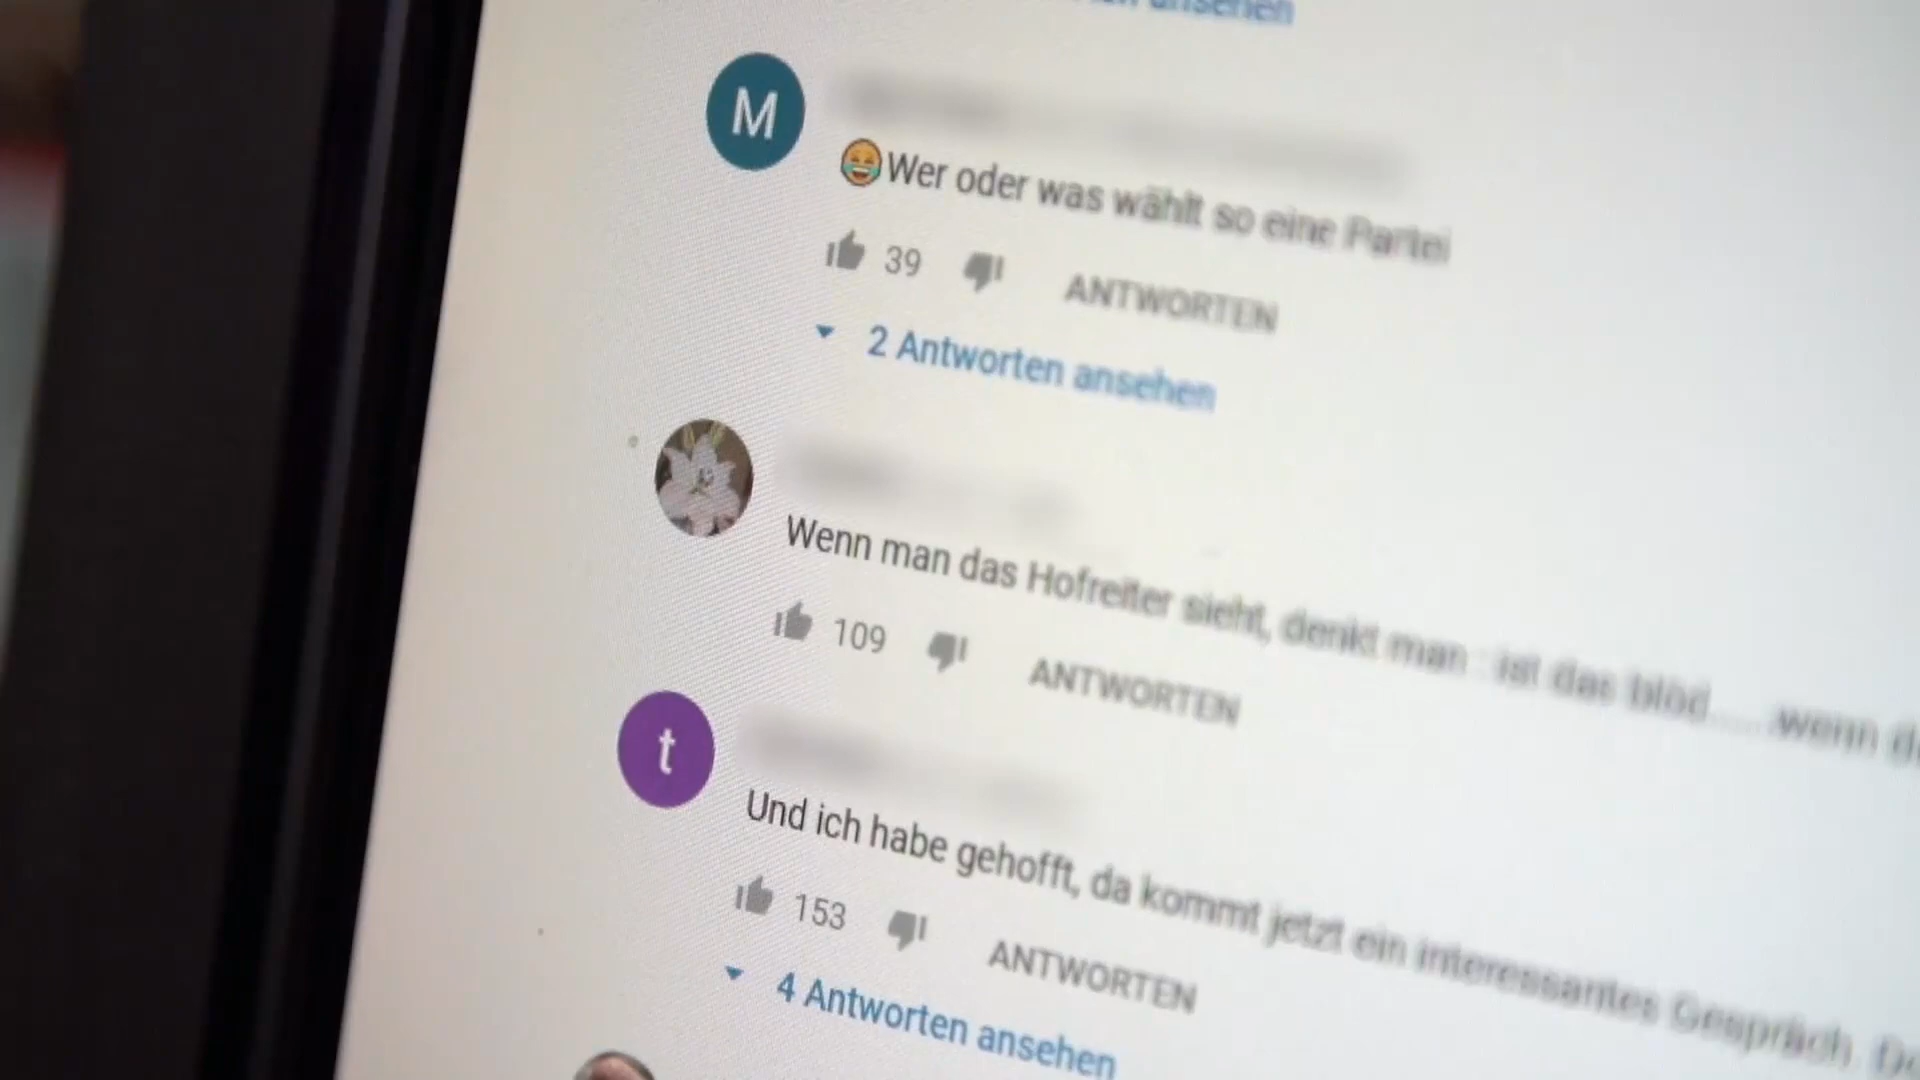 ansehen
M
😂Wer oder was wählt so eine Partei
39 ANTWORTEN
2 Antworten ansehen
Wenn man das Hofreiter sieht, denkt man : ist das blöd......wenn
109 ANTWORTEN
t
Und ich habe gehofft, da kommt jetzt ein interessantes Gespräch.
153 ANTWORTEN
4 Antworten ansehen